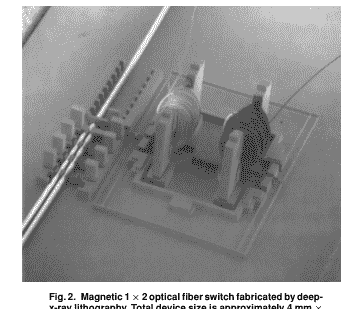 Fig. 2. Magnetic 1 × 2 optical fiber switch fabricated by deep-
x-ray lithography. Total device size is approximately 4 mm ×